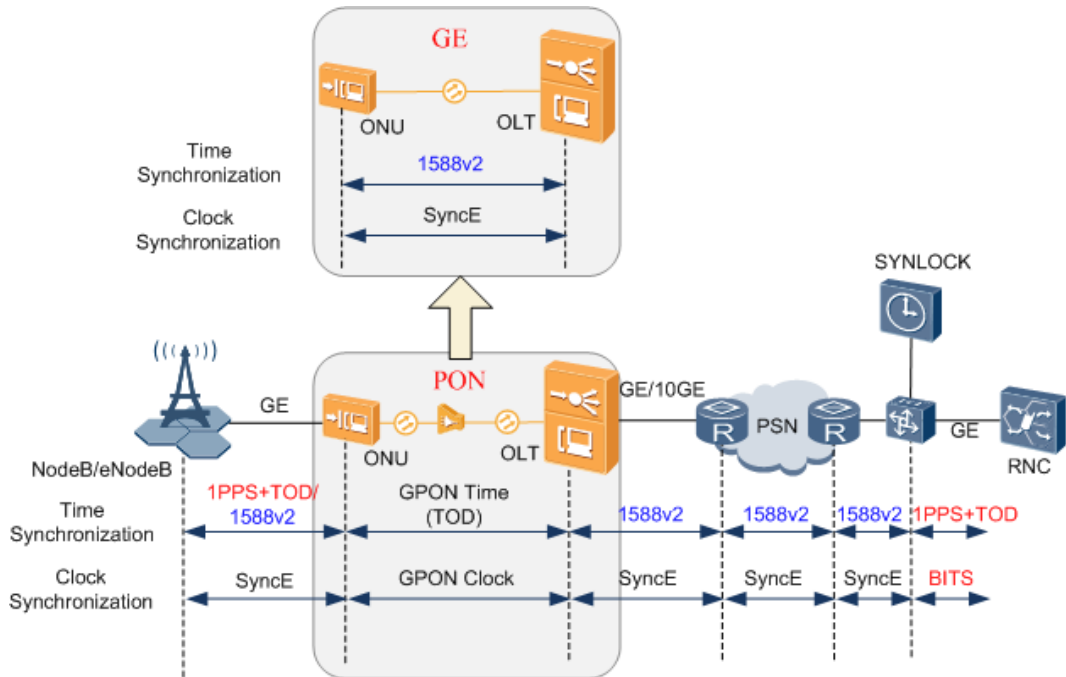 GE
ONU
OLT
Time
Synchronization
1588v2
Clock
Synchronization
SyncE
SYNLOCK
PON
GE
GE/10GE
PSN
R
R
GE
ONU
OLT
RNC
NodeB/eNodeB
Time
Synchronization
1PPS+TOD/
1588v2
GPON Time
(TOD)
1588v2
1588v2
1588v2
1PPS+TOD
Clock
Synchronization
SyncE
GPON Clock
SyncE
SyncE
SyncE
BITS